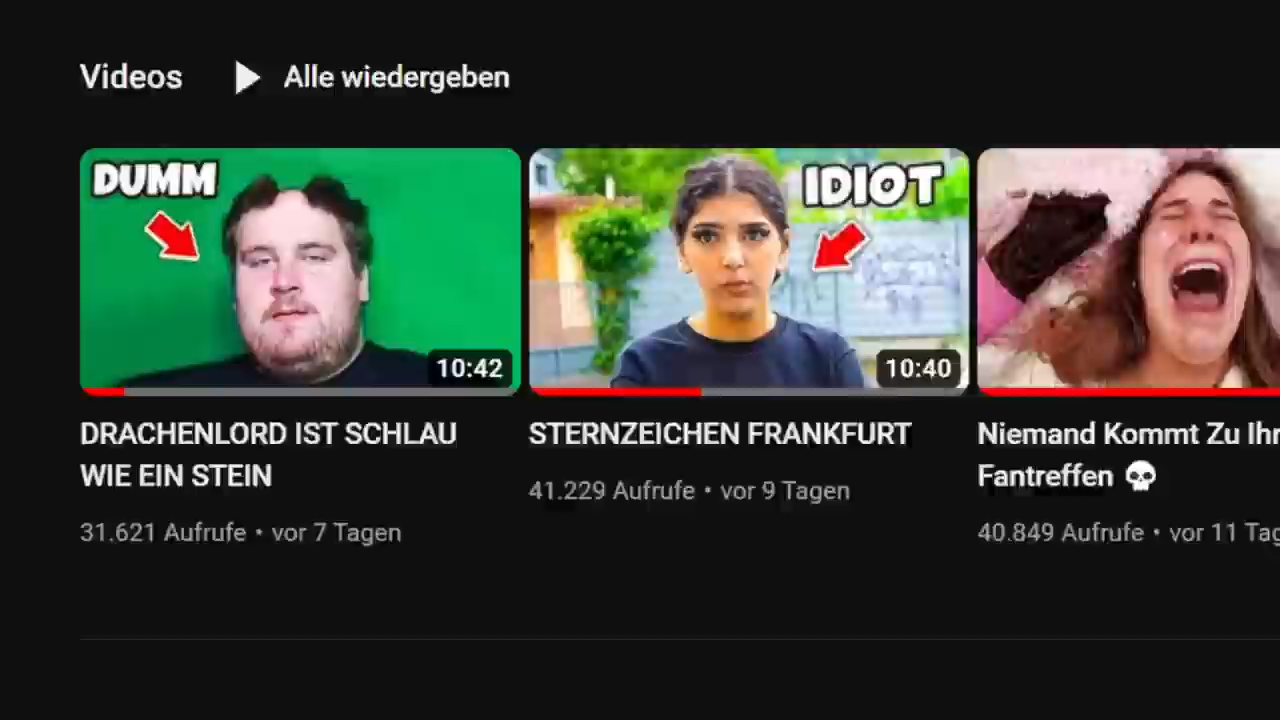 Videos Alle wiedergeben
DUMM
10:42
IDIOT
10:40
DRACHENLORD IST SCHLAU
WIE EIN STEIN
31.621 Aufrufe • vor 7 Tagen
STERNZEICHEN FRANKFURT
41.229 Aufrufe • vor 9 Tagen
Niemand Kommt Zu Ihr
Fantreffen 💀
40.849 Aufrufe • vor 11 Tag